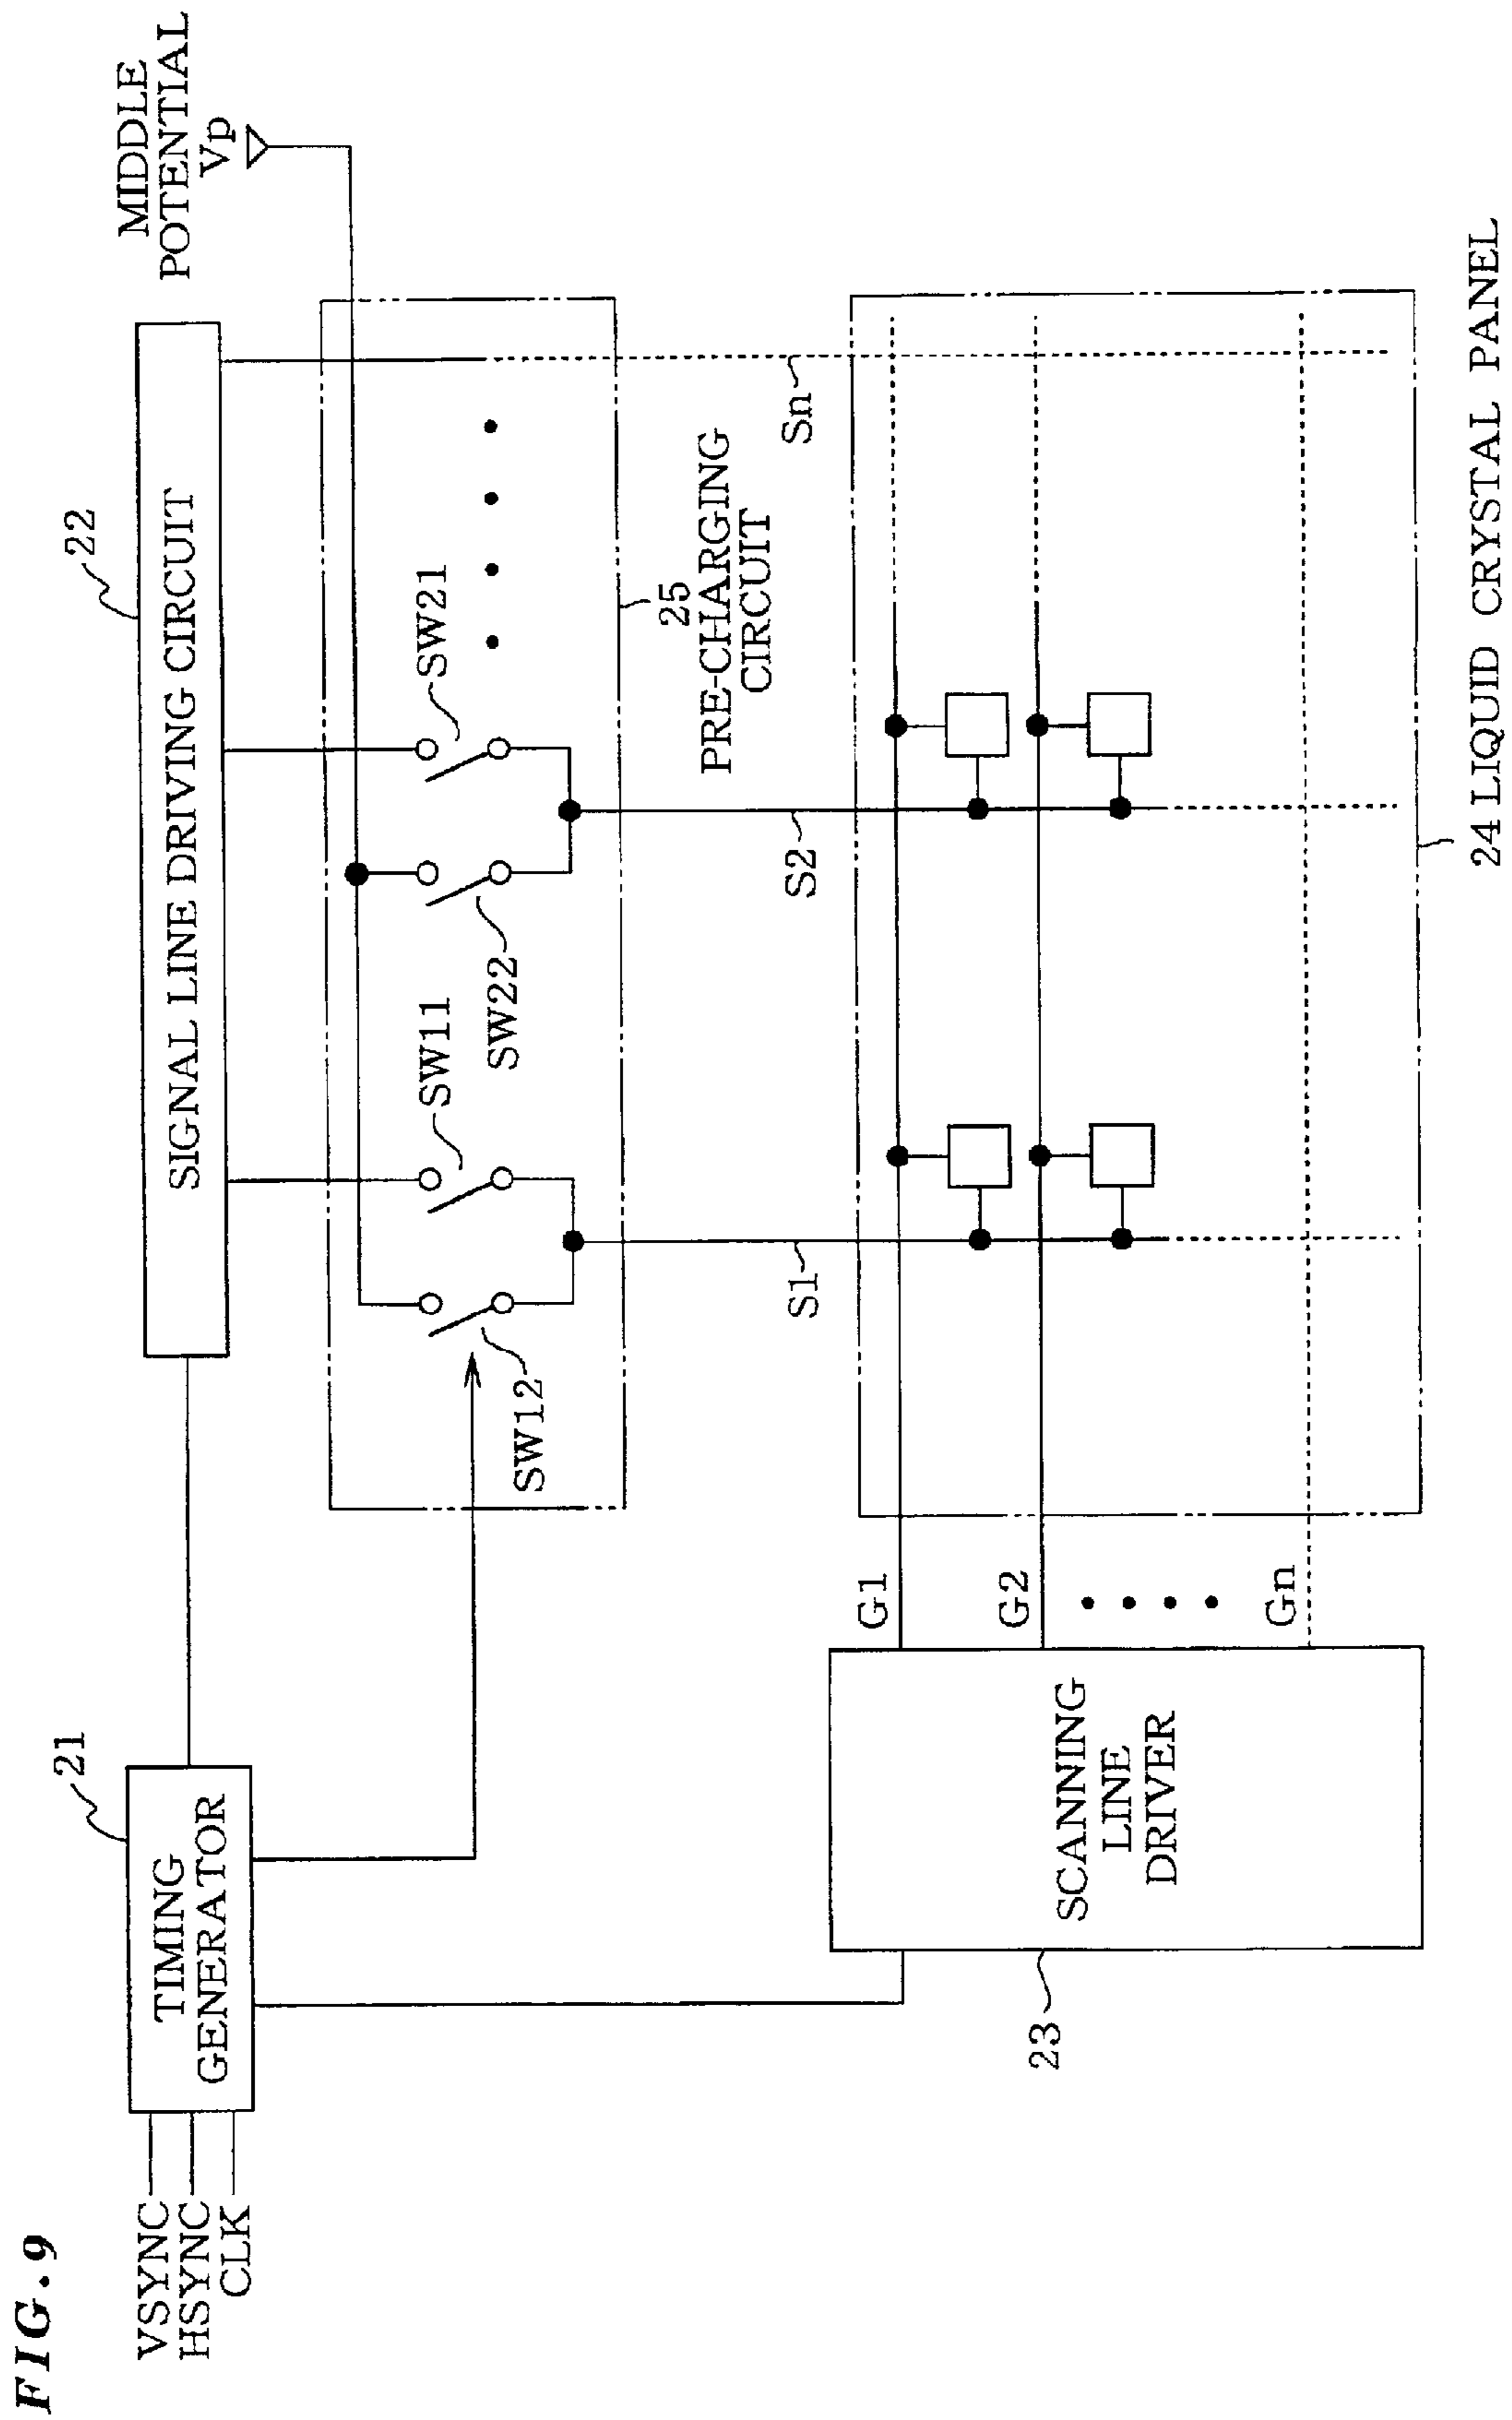 FIG.9
MIDDLE
POTENTIAL
Vp
22
SIGNAL LINE DRIVING CIRCUIT
21
TIMING
GENERATOR
VSYNC
HSYNC
CLK
SW12
SW11
SW22
SW21
25
PRE-CHARGING
CIRCUIT
S1
S2
Sn
G1
G2
Gn
SCANNING
LINE
DRIVER
23
24 LIQUID CRYSTAL PANEL